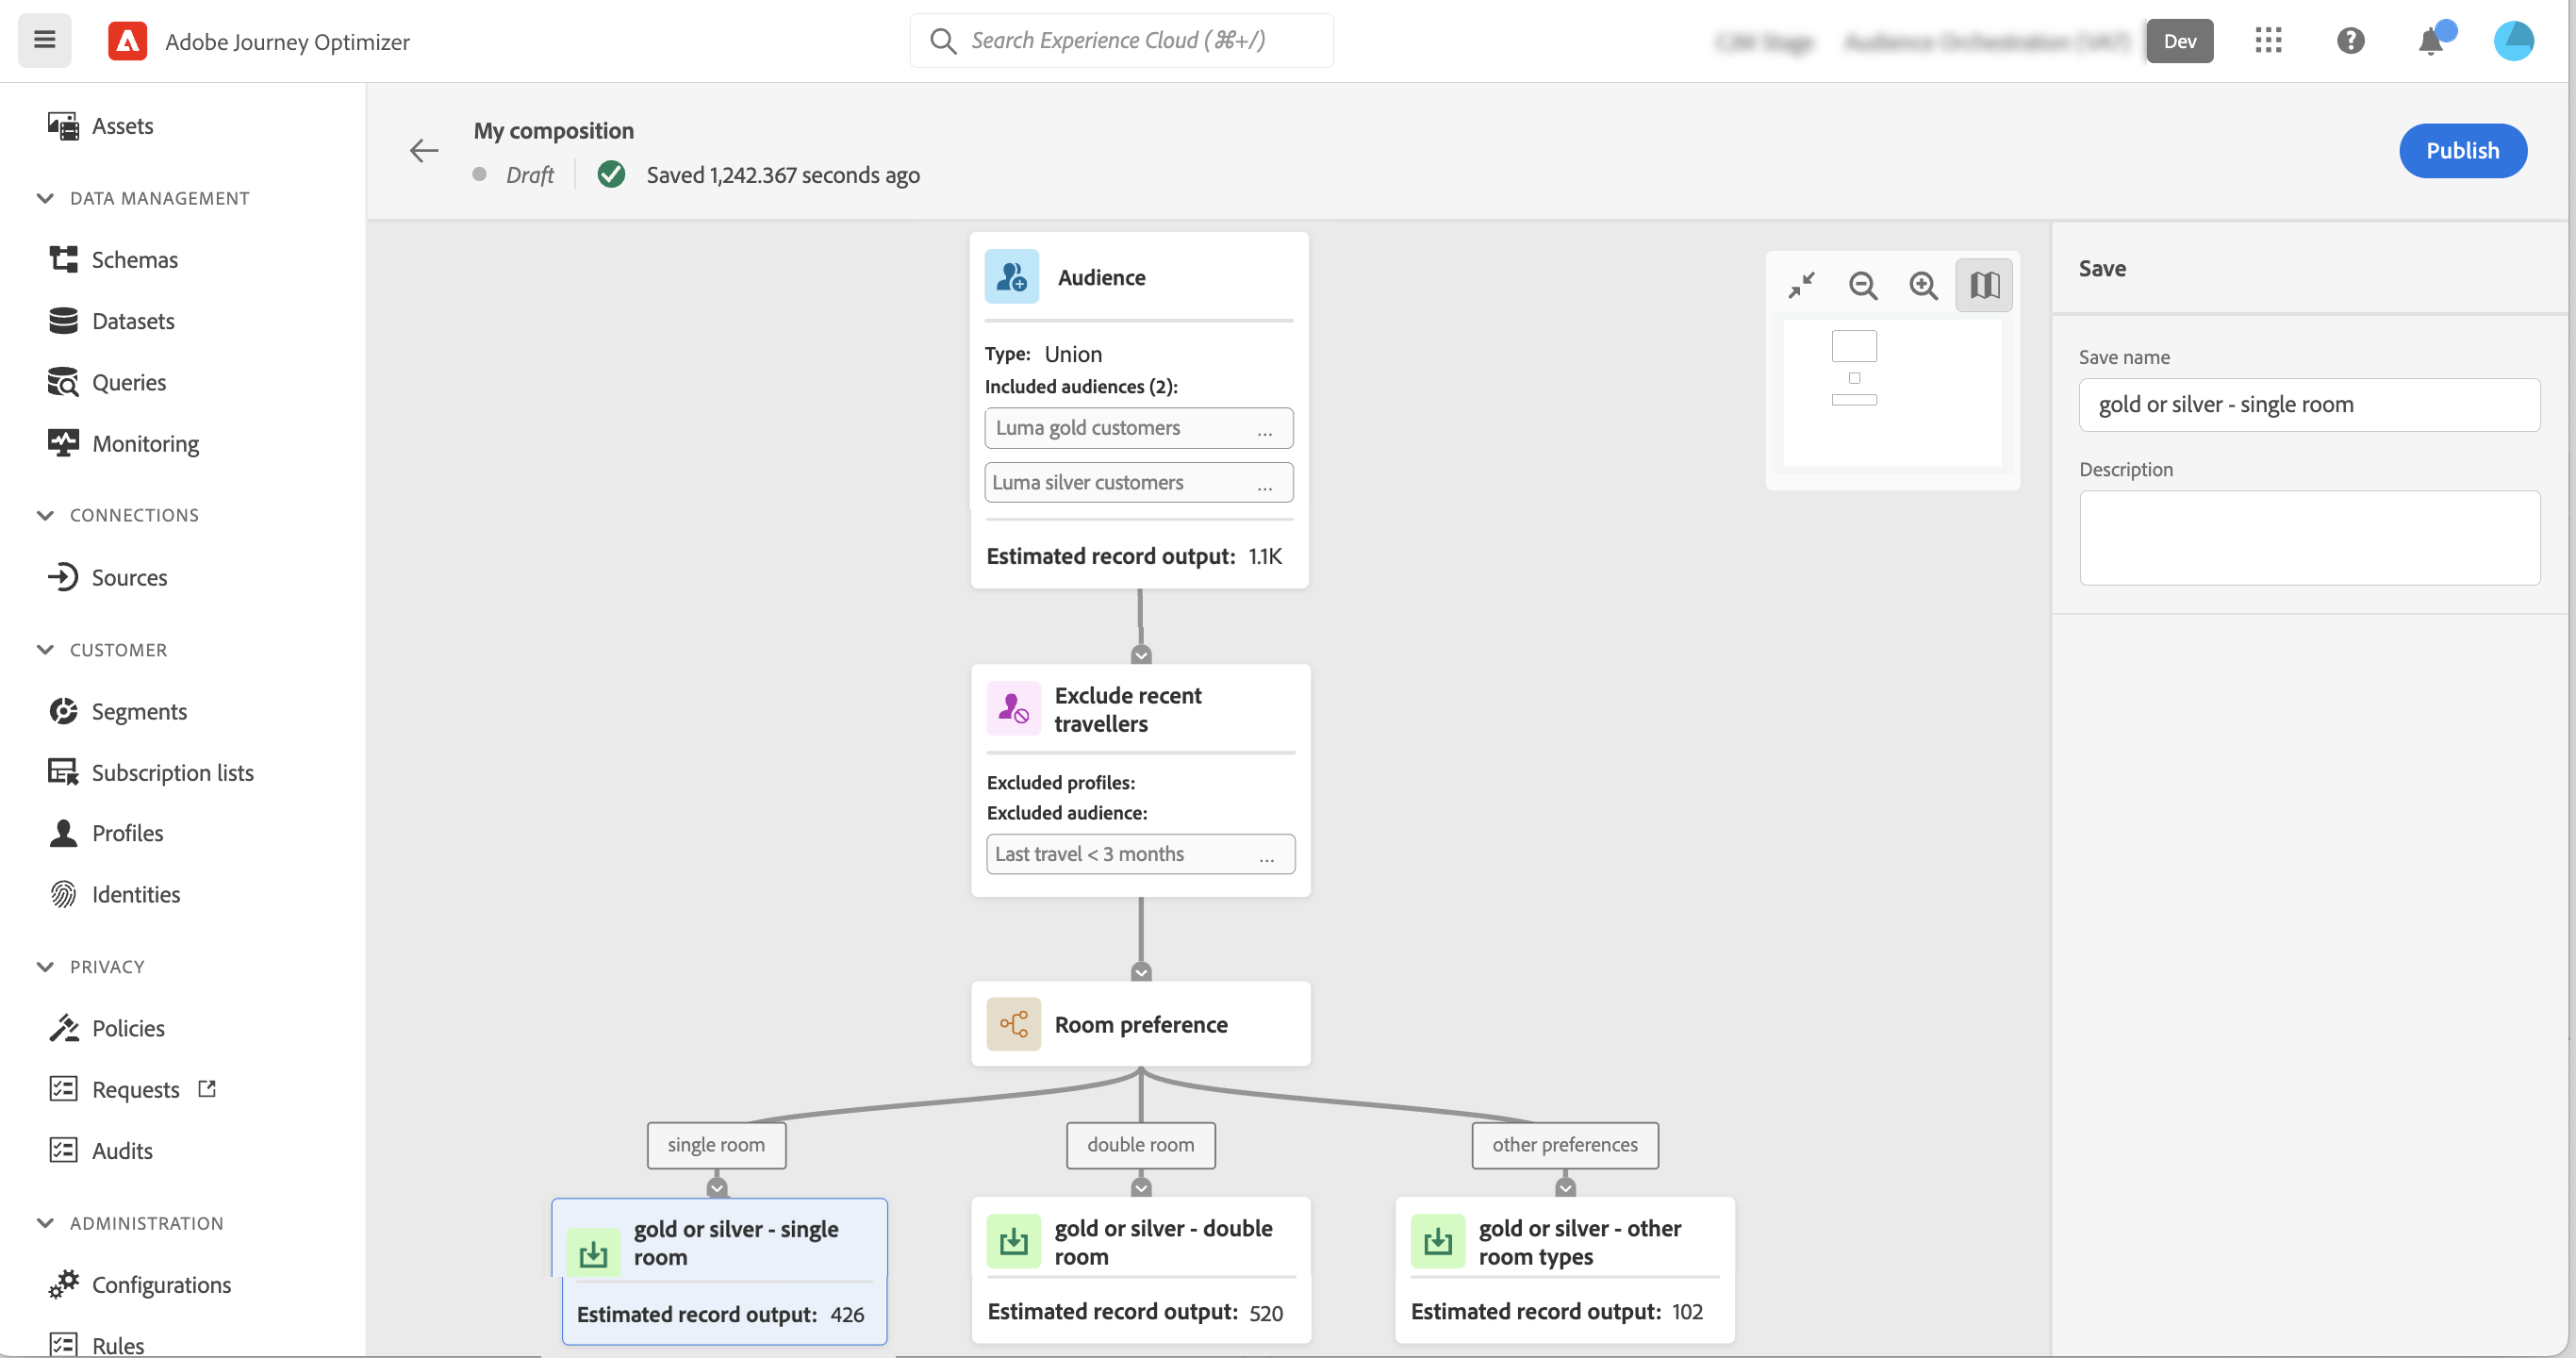 Adobe Journey Optimizer
Search Experience Cloud (⌘+/)
Dev
Assets
DATA MANAGEMENT
Schemas
Datasets
Queries
Monitoring
CONNECTIONS
Sources
CUSTOMER
Segments
Subscription lists
Profiles
Identities
PRIVACY
Policies
Requests
Audits
ADMINISTRATION
Configurations
Rules
My composition
Draft
Saved 1,242.367 seconds ago
Publish
Audience
Type: Union
Included audiences (2):
Luma gold customers ...
Luma silver customers ...
Estimated record output: 1.1K
Exclude recent
travellers
Excluded profiles:
Excluded audience:
Last travel < 3 months ...
Room preference
single room
double room
other preferences
gold or silver - single
room
Estimated record output: 426
gold or silver - double
room
Estimated record output: 520
gold or silver - other
room types
Estimated record output: 102
Save
Save name
gold or silver - single room
Description